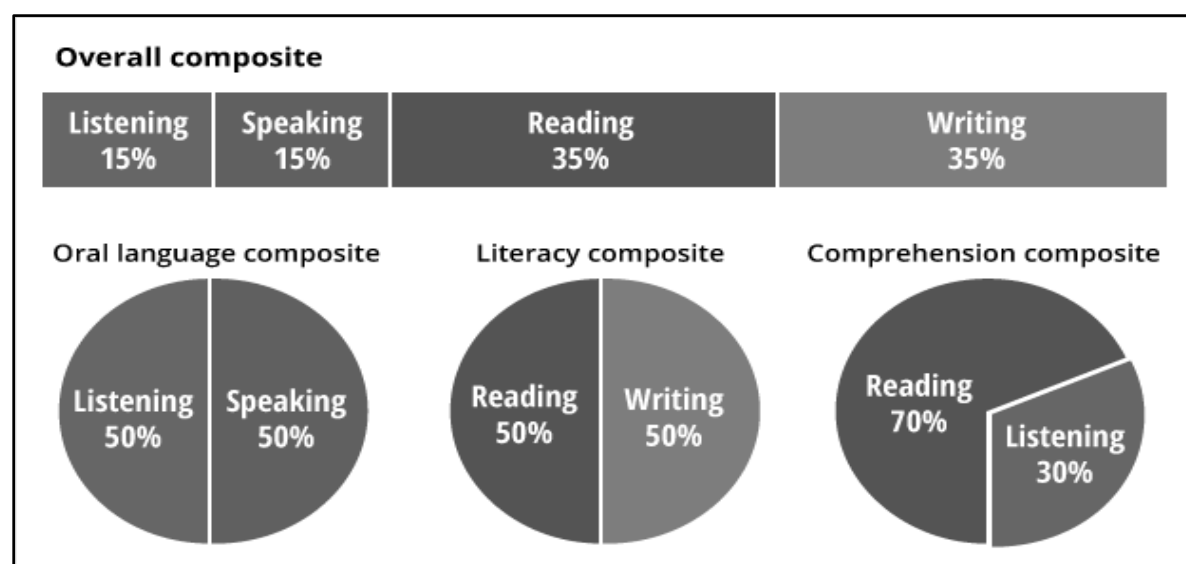 Overall composite
Listening
15%
Speaking
15%
Reading
35%
Writing
35%
Oral language composite
Listening
50%
Speaking
50%
Literacy composite
Reading
50%
Writing
50%
Comprehension composite
Reading
70%
Listening
30%